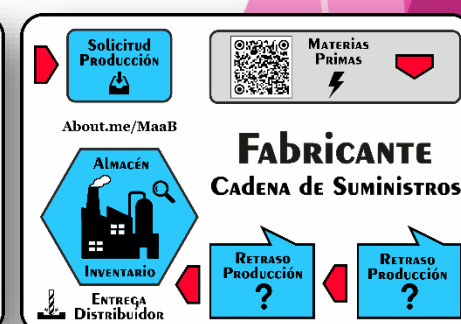 Solicitud
Producción
Materias
Primas
About.me/MaaB
Fabricante
Cadena de Suministros
Almacén
Inventario
Retraso
Producción
?
Retraso
Producción
?
Entrega
Distribuidor